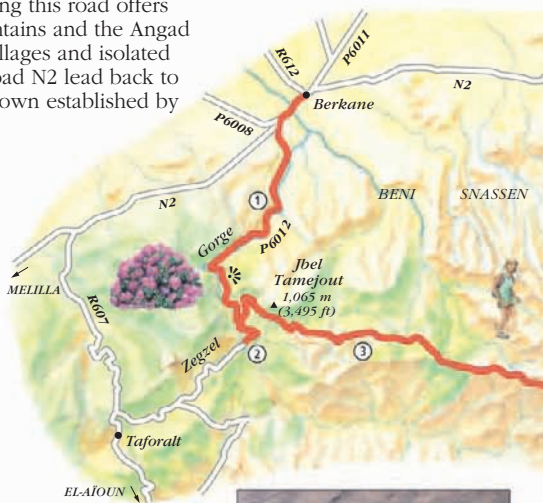 ng this road offers
ntains and the Angad
llages and isolated
oad N2 lead back to
own established by
R612
P6011
N2
Berkane
P6008
N2
1
P6012
BENI SNASSEN
Gorge
Jbel
Tamejout
1,065 m
(3,495 ft)
MELILLA
R607
Zegzel
2
3
Taforalt
EL-AÏOUN